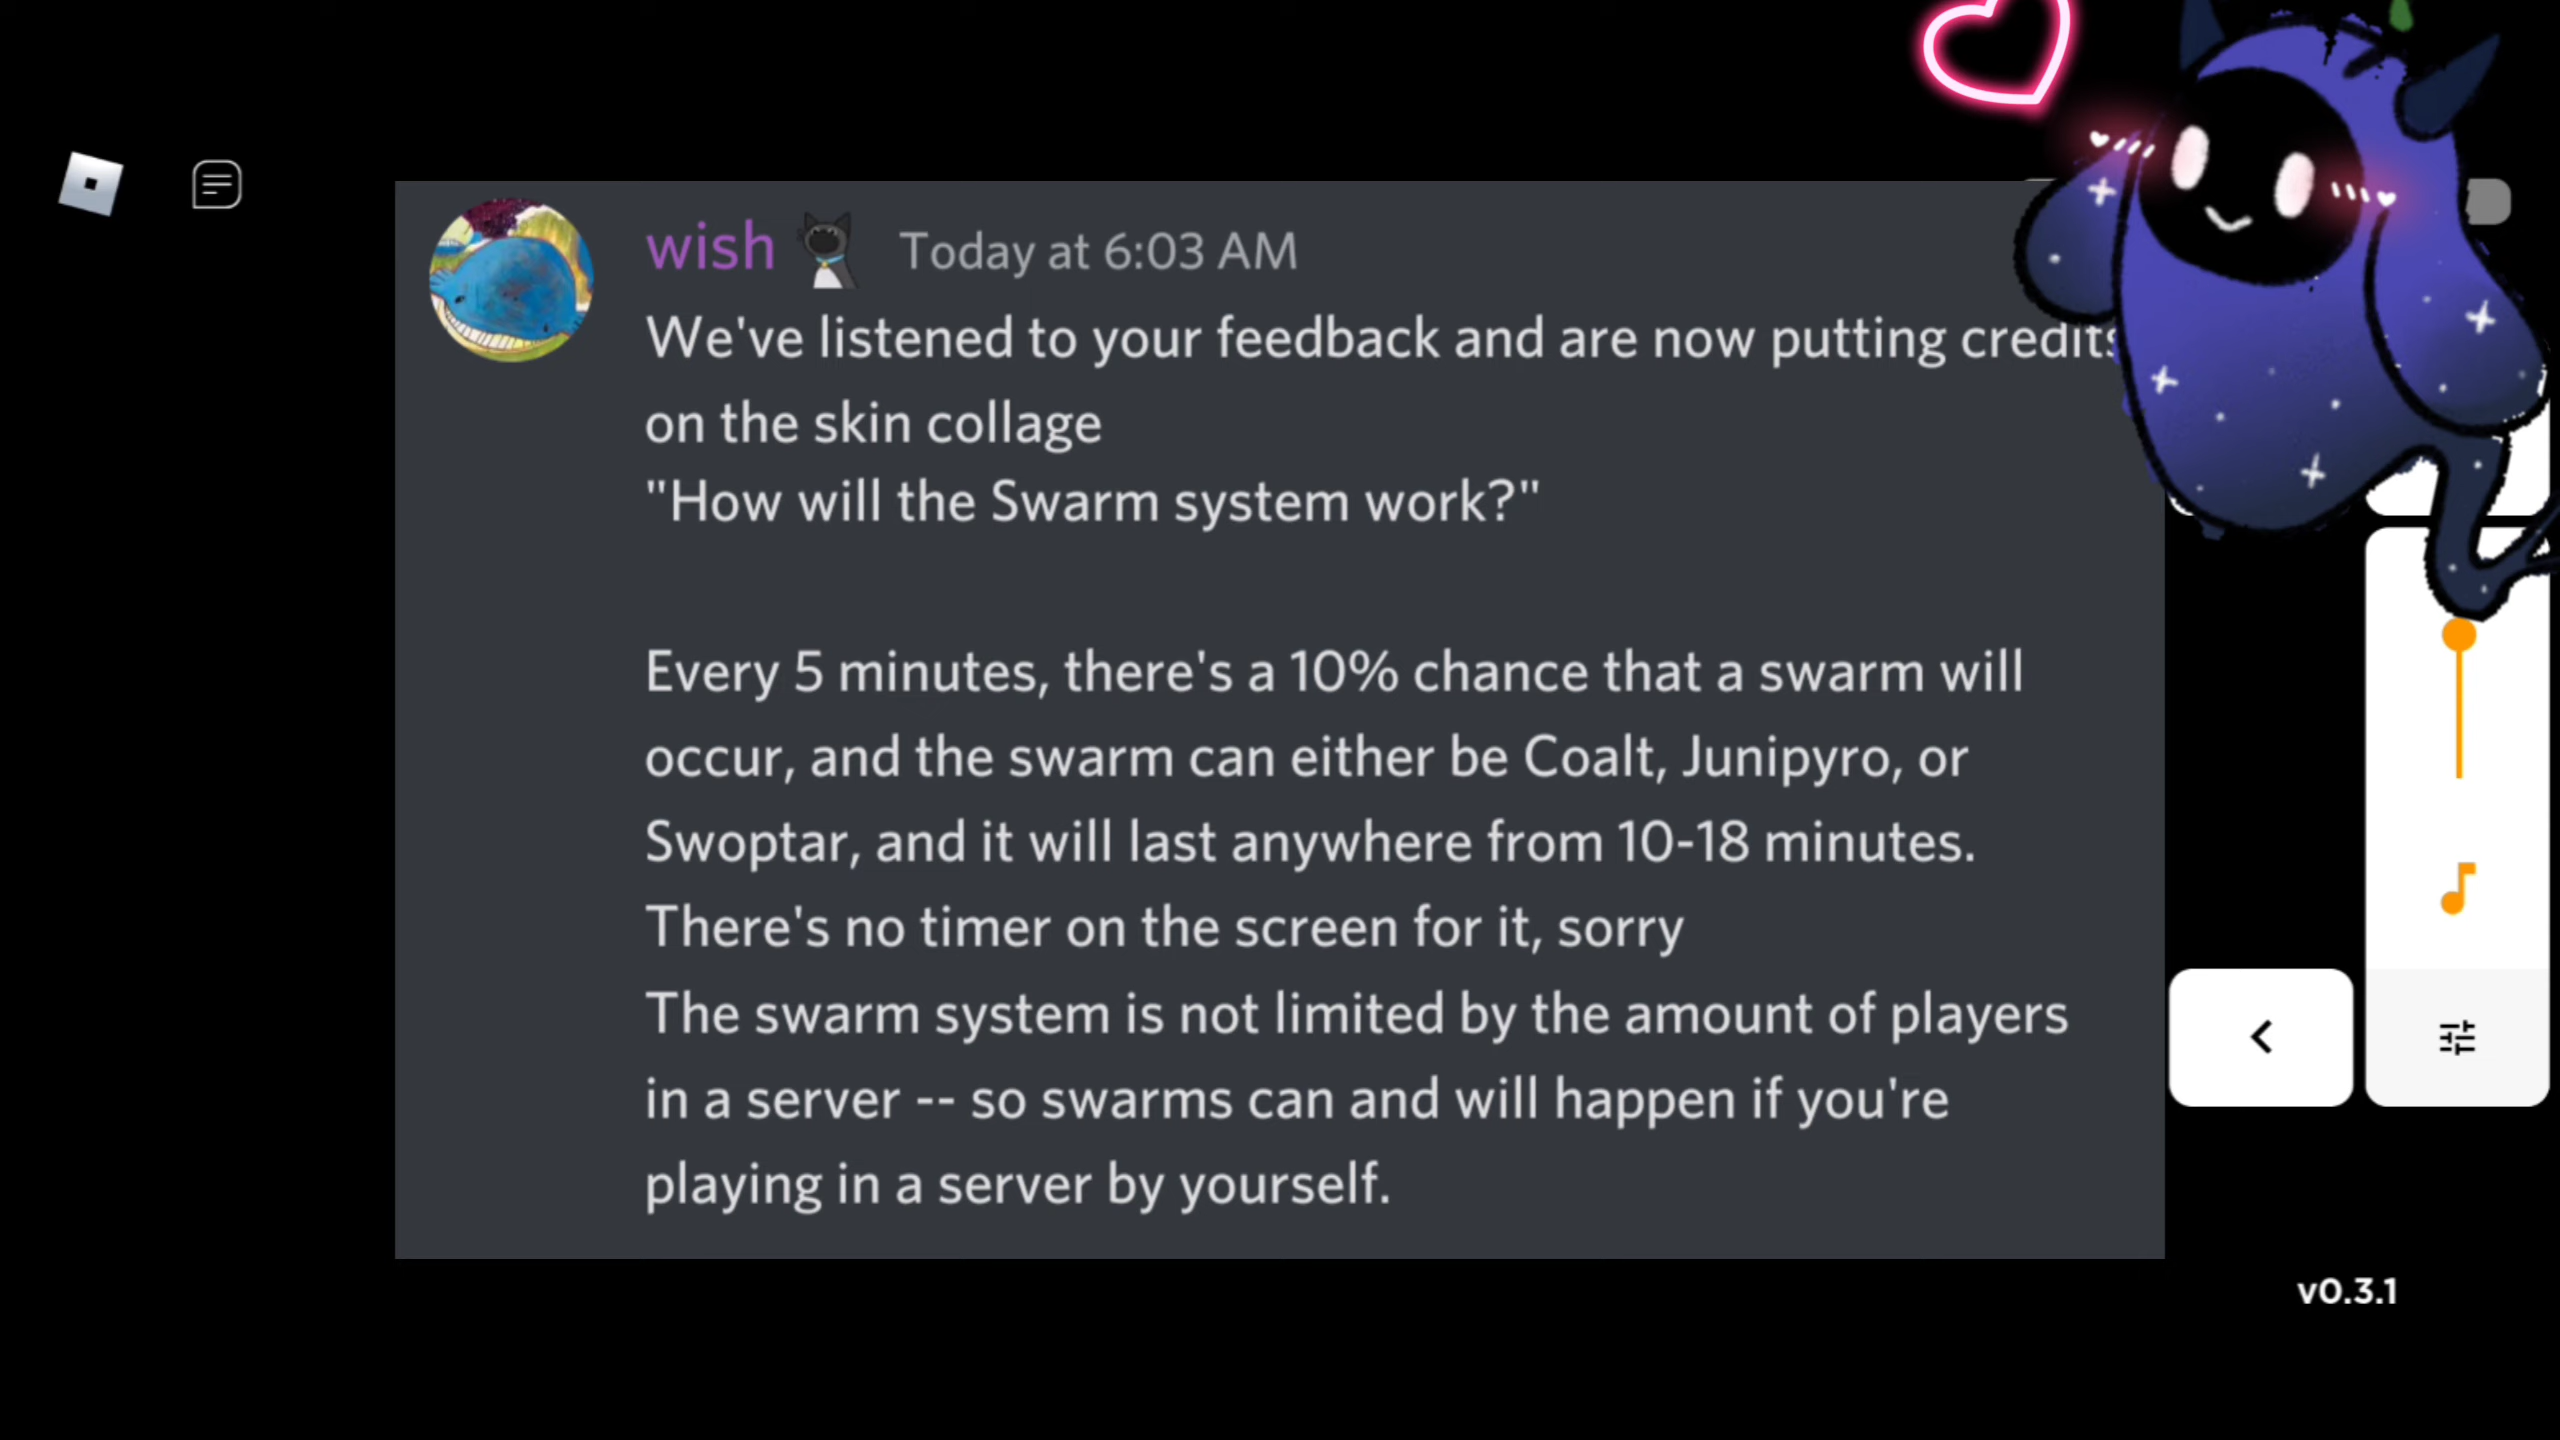 wish Today at 6:03 AM
We've listened to your feedback and are now putting credits
on the skin collage
"How will the Swarm system work?"
Every 5 minutes, there's a 10% chance that a swarm will
occur, and the swarm can either be Coalt, Junipyro, or
Swoptar, and it will last anywhere from 10-18 minutes.
There's no timer on the screen for it, sorry
The swarm system is not limited by the amount of players
in a server -- so swarms can and will happen if you're
playing in a server by yourself.
v0.3.1